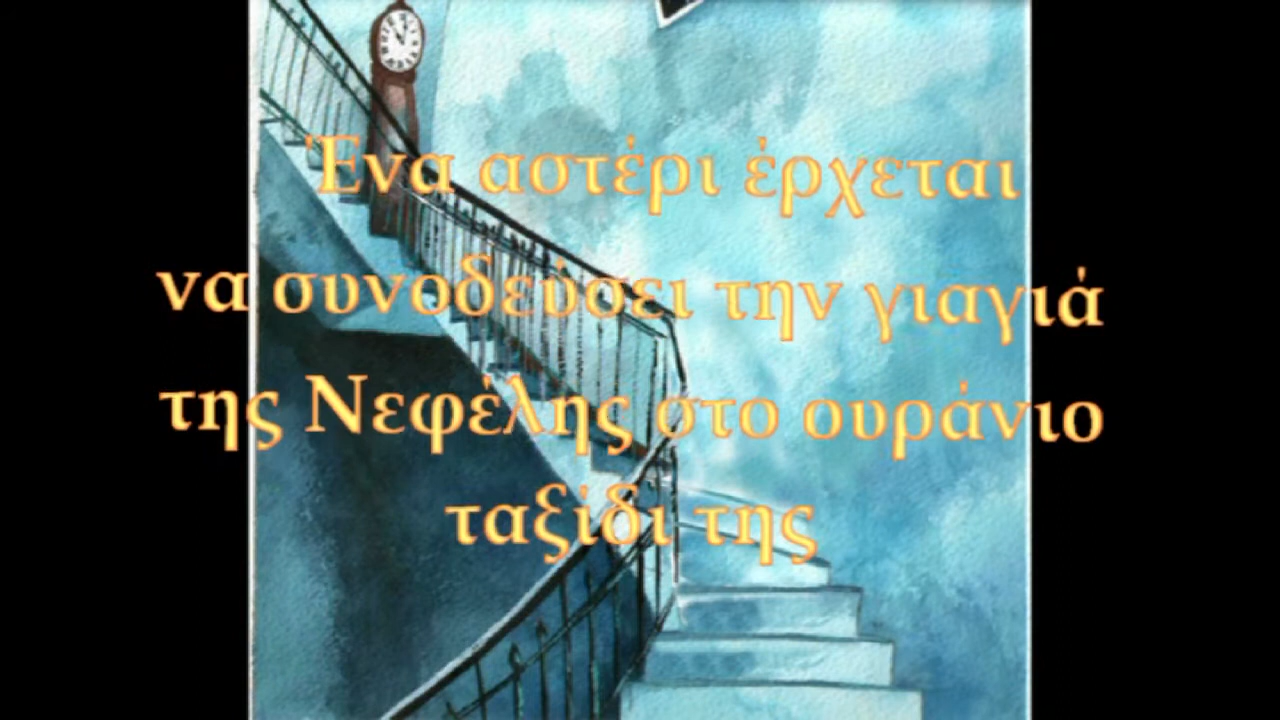 Ένα αστέρι έρχεται
να συνοδεύσει την γιαγιά
της Νεφέλης στο ουράνιο
ταξίδι της